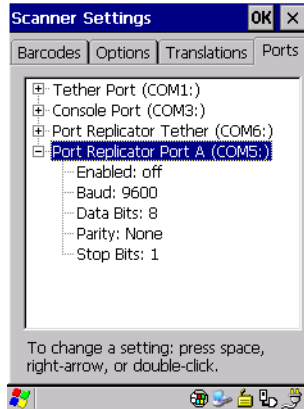 Scanner Settings OK ×
Barcodes Options Translations Ports
Tether Port (COM1:)
Console Port (COM3:)
Port Replicator Tether (COM6:)
Port Replicator Port A (COM5:)
Enabled: off
Baud: 9600
Data Bits: 8
Parity: None
Stop Bits: 1
To change a setting: press space,
right-arrow, or double-click.